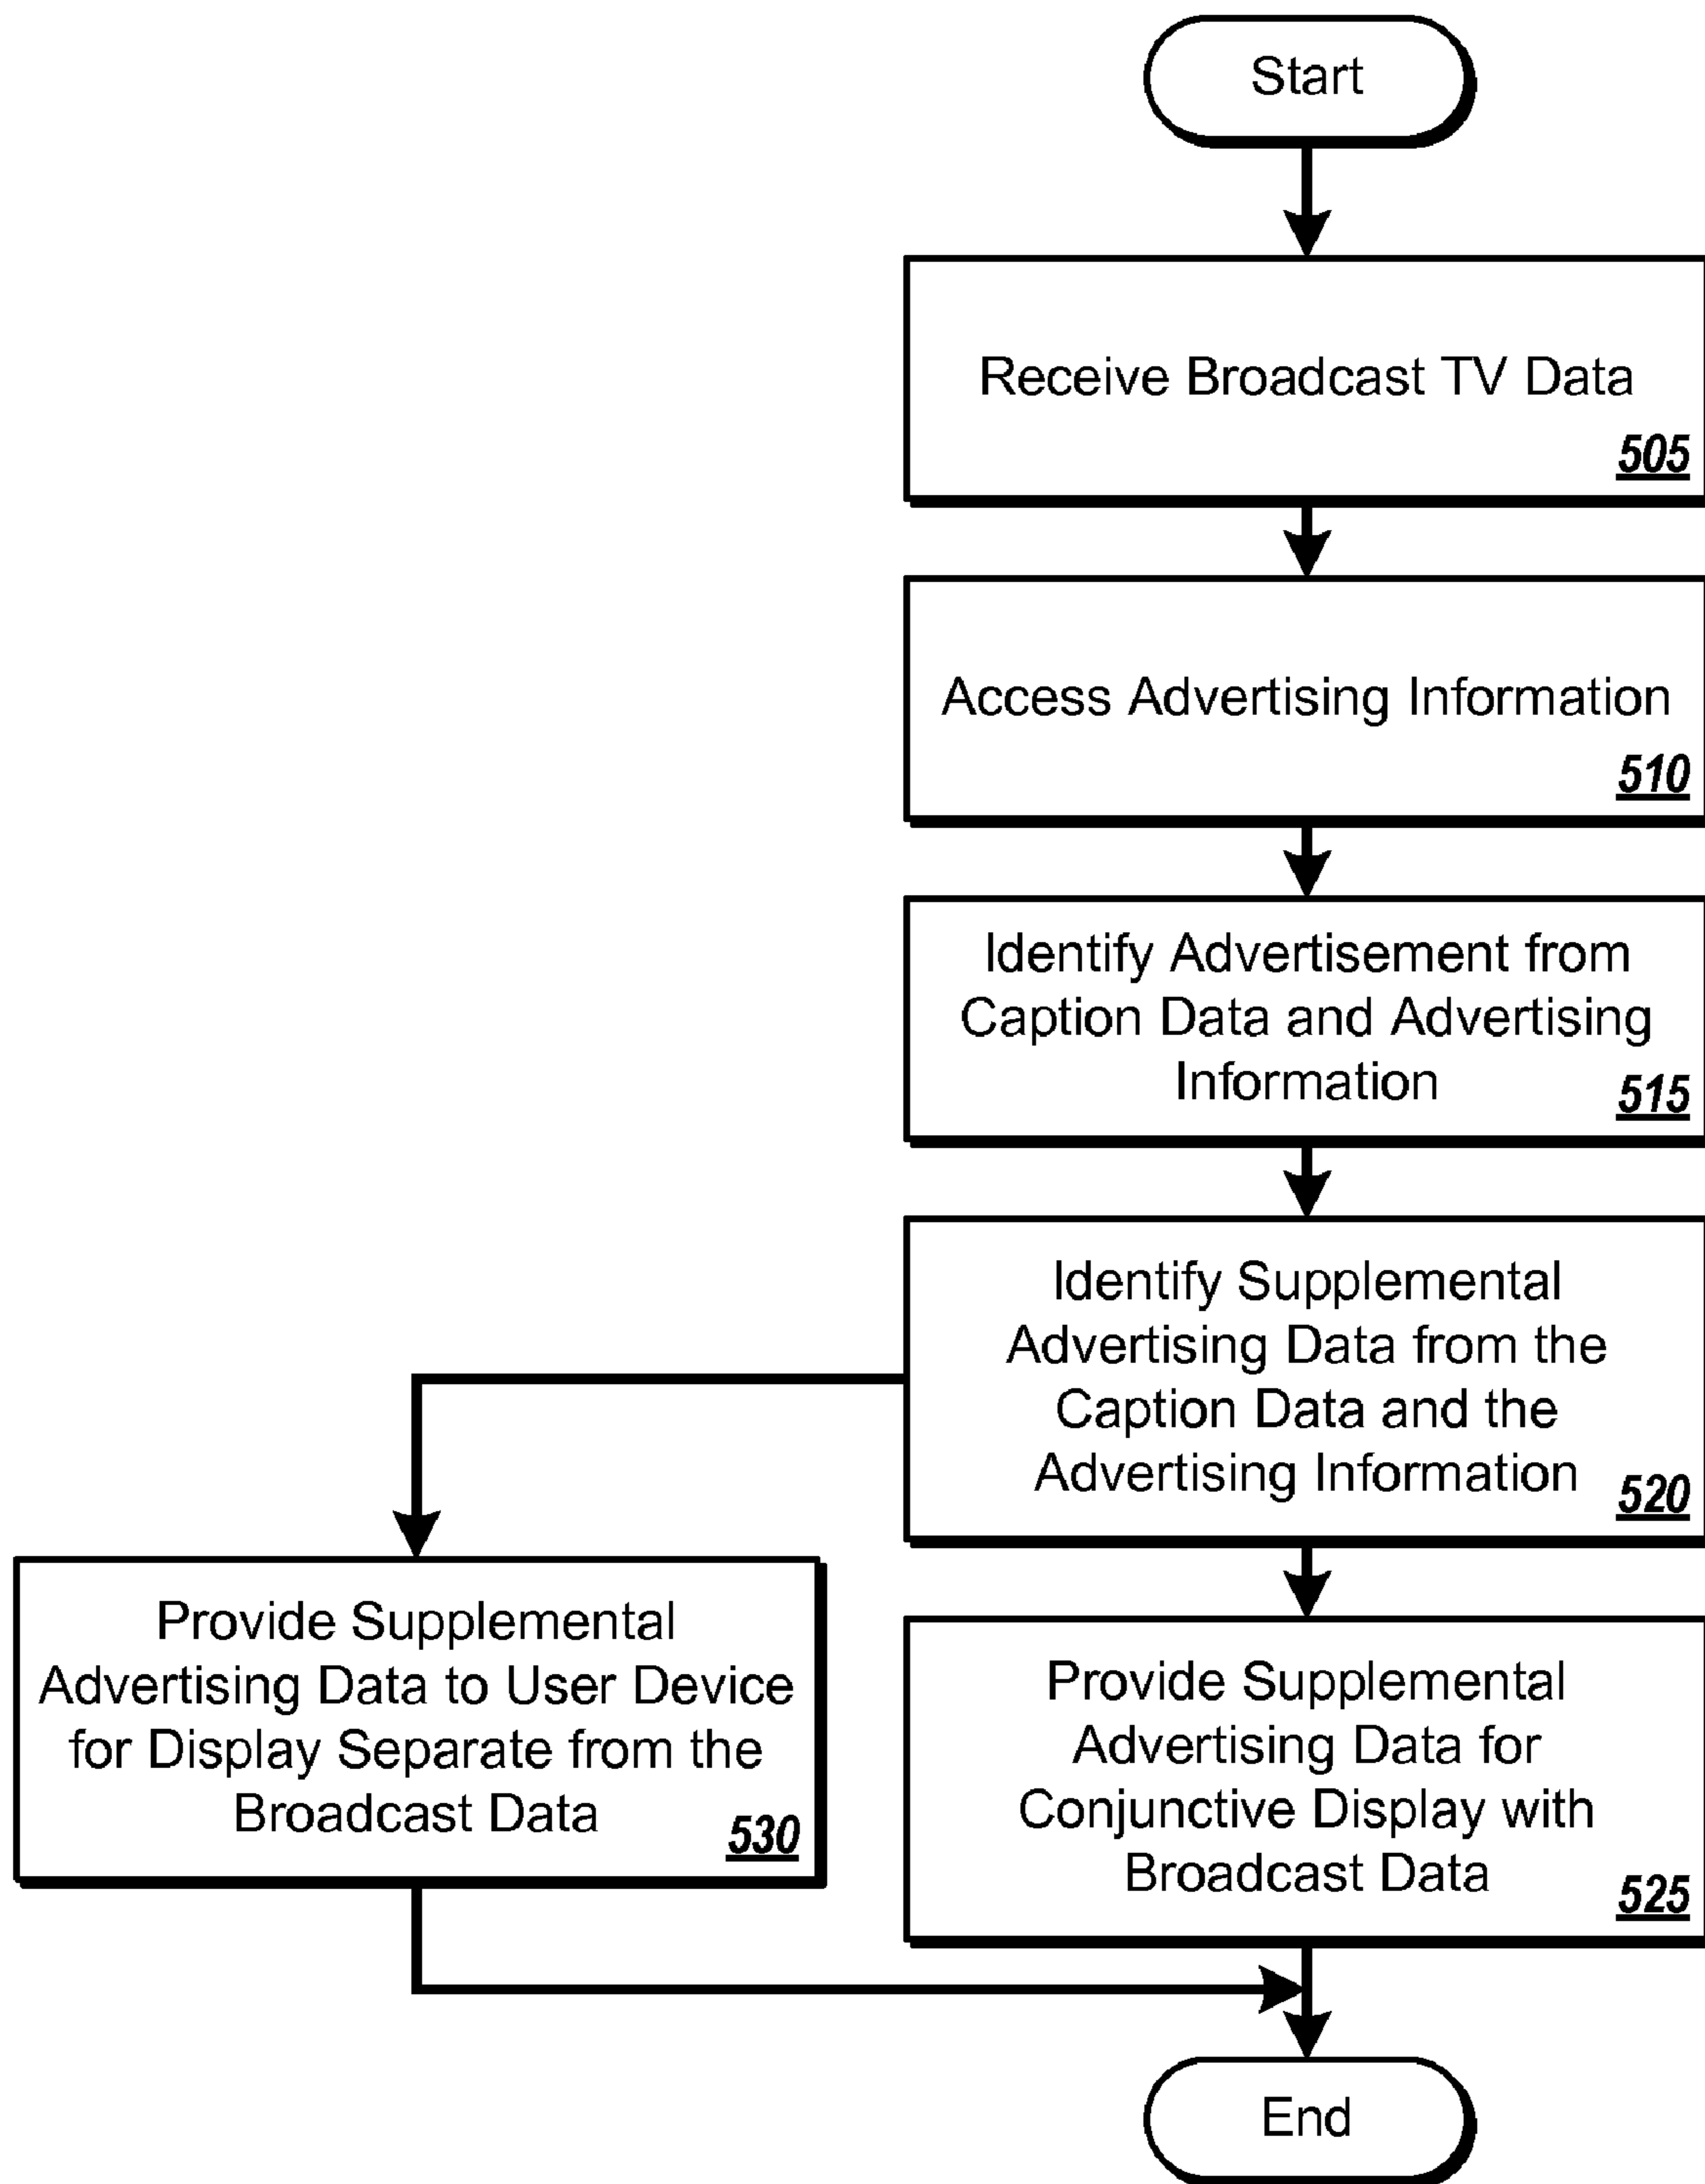 Start
Receive Broadcast TV Data
505
Access Advertising Information
510
Identify Advertisement from
Caption Data and Advertising
Information
515
Identify Supplemental
Advertising Data from the
Caption Data and the
Advertising Information
520
Provide Supplemental
Advertising Data to User Device
for Display Separate from the
Broadcast Data
530
Provide Supplemental
Advertising Data for
Conjunctive Display with
Broadcast Data
525
End